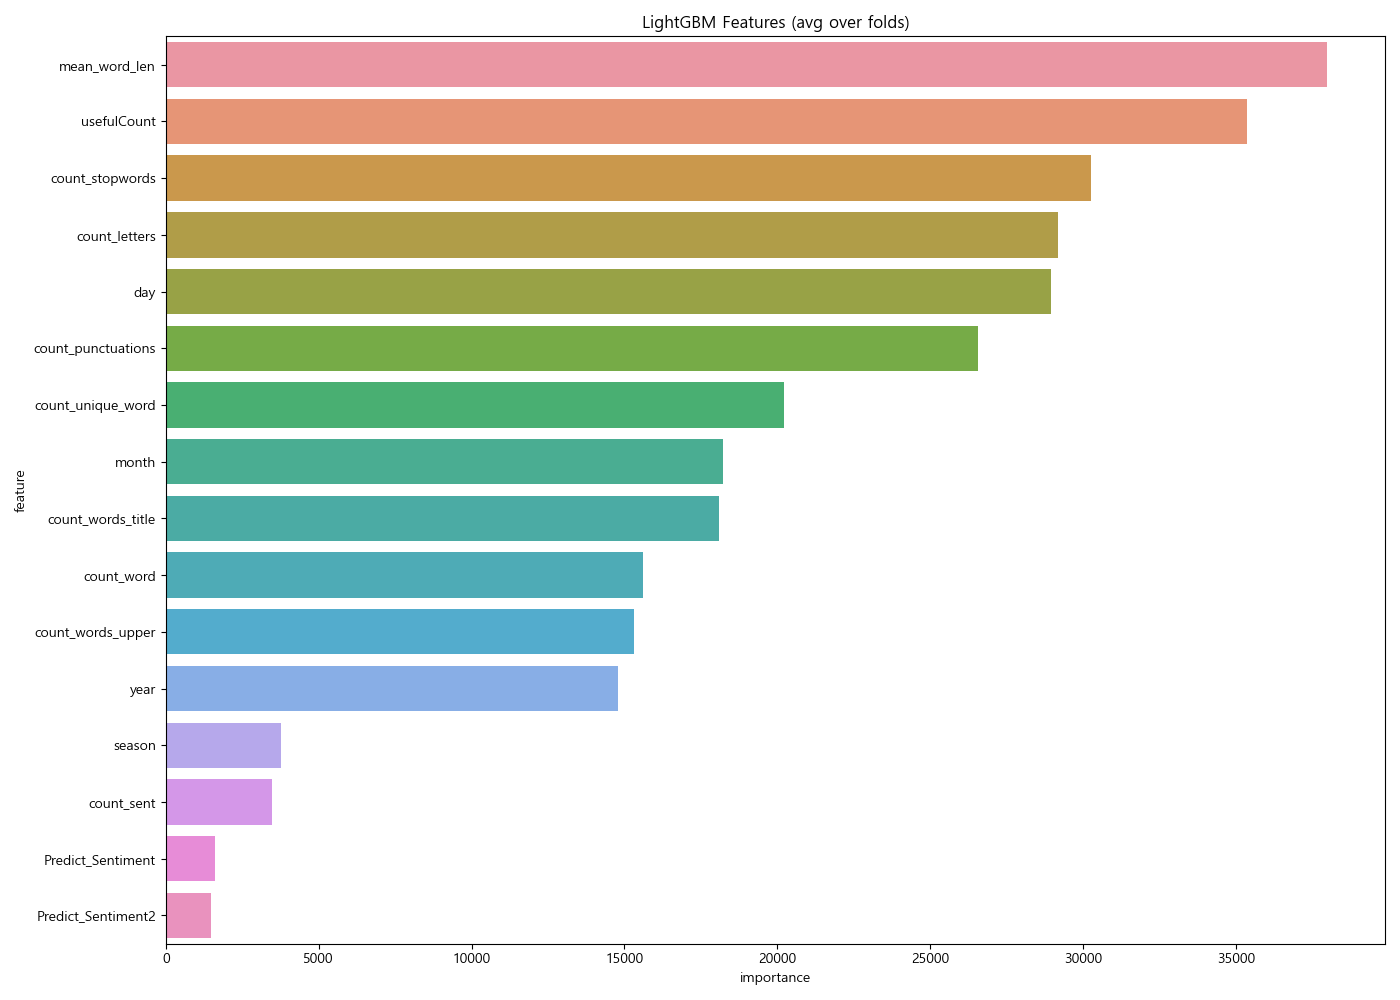 LightGBM Features (avg over folds)
mean_word_len
usefulCount
count_stopwords
count_letters
day
count_punctuations
count_unique_word
month
count_words_title
count_word
count_words_upper
year
season
count_sent
Predict_Sentiment
Predict_Sentiment2
feature
0 5000 10000 15000 20000 25000 30000 35000
importance